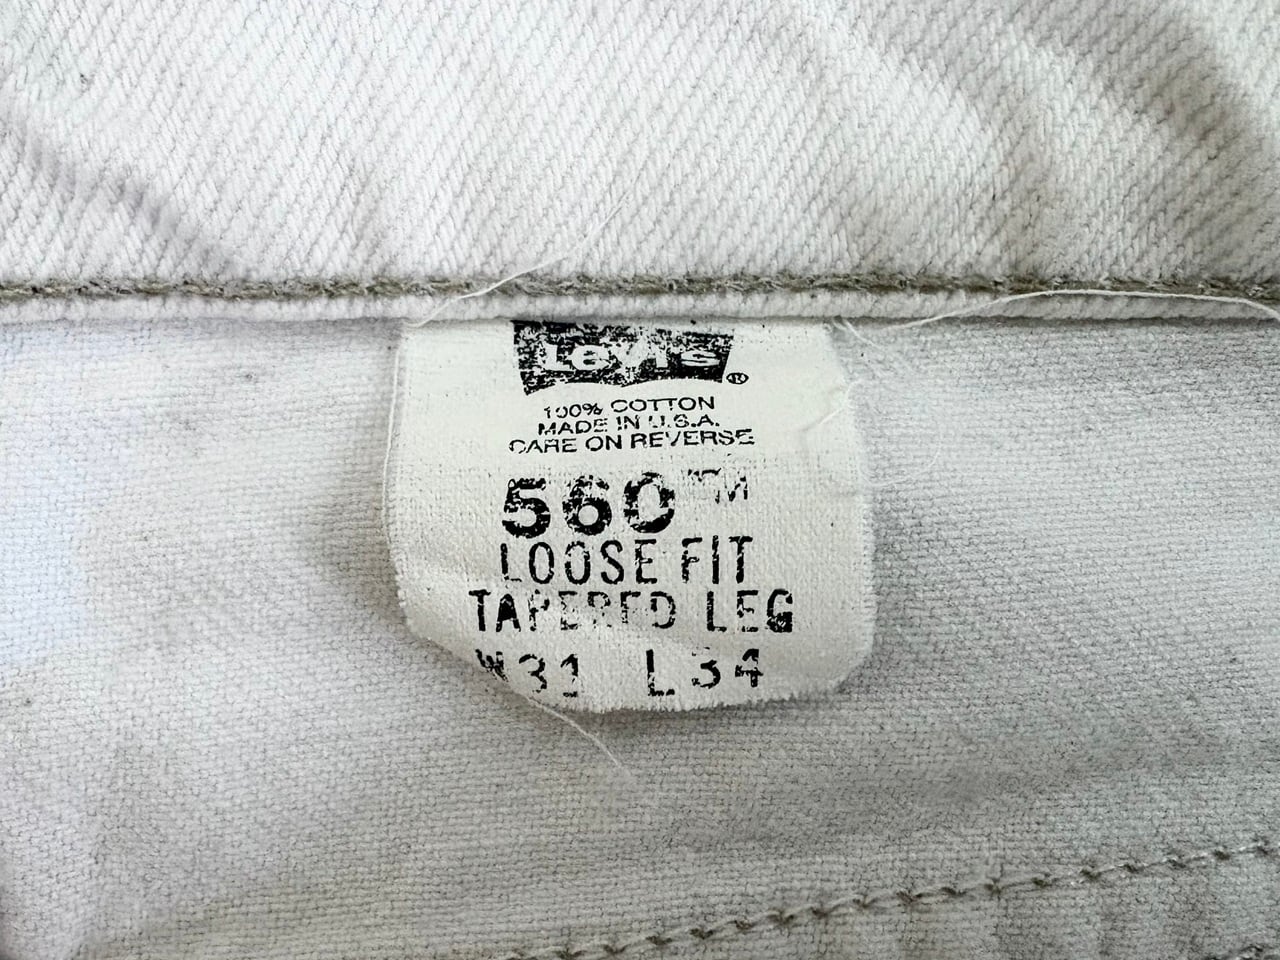 Levi's ®
100% COTTON
MADE IN U.S.A.
CARE ON REVERSE
560™
LOOSE FIT
TAPERED LEG
W31 L34